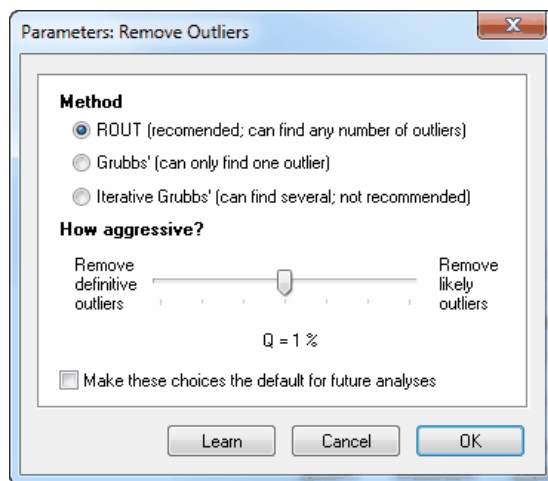 Parameters: Remove Outliers
Method
ROUT (recomended; can find any number of outliers)
Grubbs' (can only find one outlier)
Iterative Grubbs' (can find several; not recommended)
How aggressive?
Remove
definitive
outliers
Remove
likely
outliers
Q = 1 %
Make these choices the default for future analyses
Learn
Cancel
OK